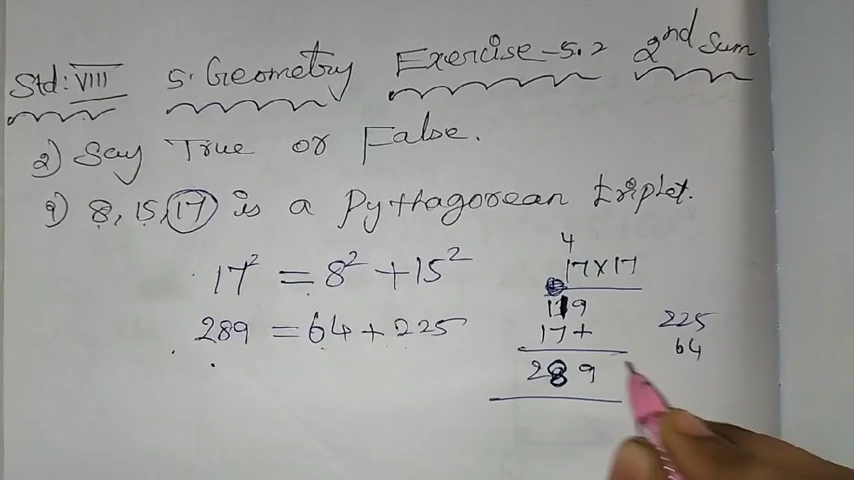 Std: VIII 5. Geometry Exercise-5.2 2nd Sum
2) Say True or False.
i) 8, 15, 17 is a Pythagorean triplet.
17² = 8² + 15²
289 = 64 + 225
4
17×17
119
17+
289
225
64